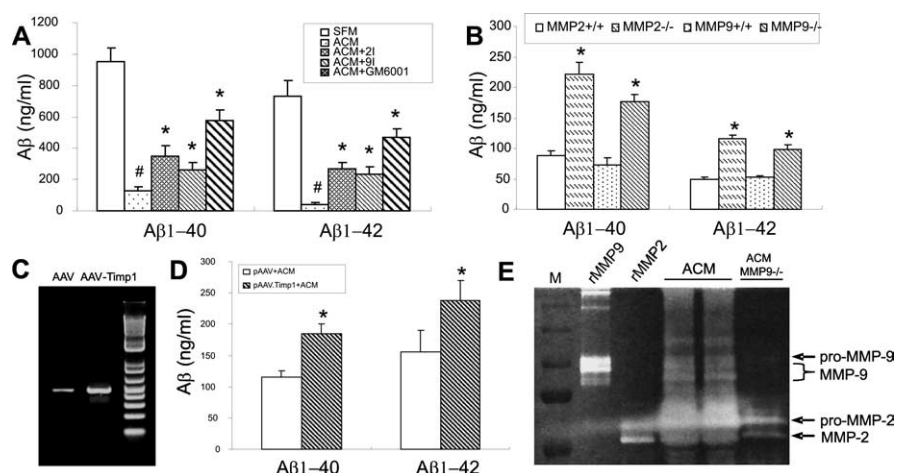 A
SFM
ACM
ACM+2I
ACM+9I
ACM+GM6001
Aβ (ng/ml)
1000
800
600
400
200
0
#
*
*
*
#
*
*
*
Aβ1–40
Aβ1–42
B
MMP2+/+
MMP2-/-
MMP9+/+
MMP9-/-
Aβ (ng/ml)
250
200
150
100
50
0
*
*
*
*
Aβ1–40
Aβ1–42
C
AAV
AAV-Timp1
D
pAAV+ACM
pAAV.Timp1+ACM
Aβ (ng/ml)
300
250
200
150
100
50
0
*
*
Aβ1–40
Aβ1–42
E
M
rMMP9
rMMP2
ACM
ACM
MMP9-/-
pro-MMP-9
MMP-9
pro-MMP-2
MMP-2